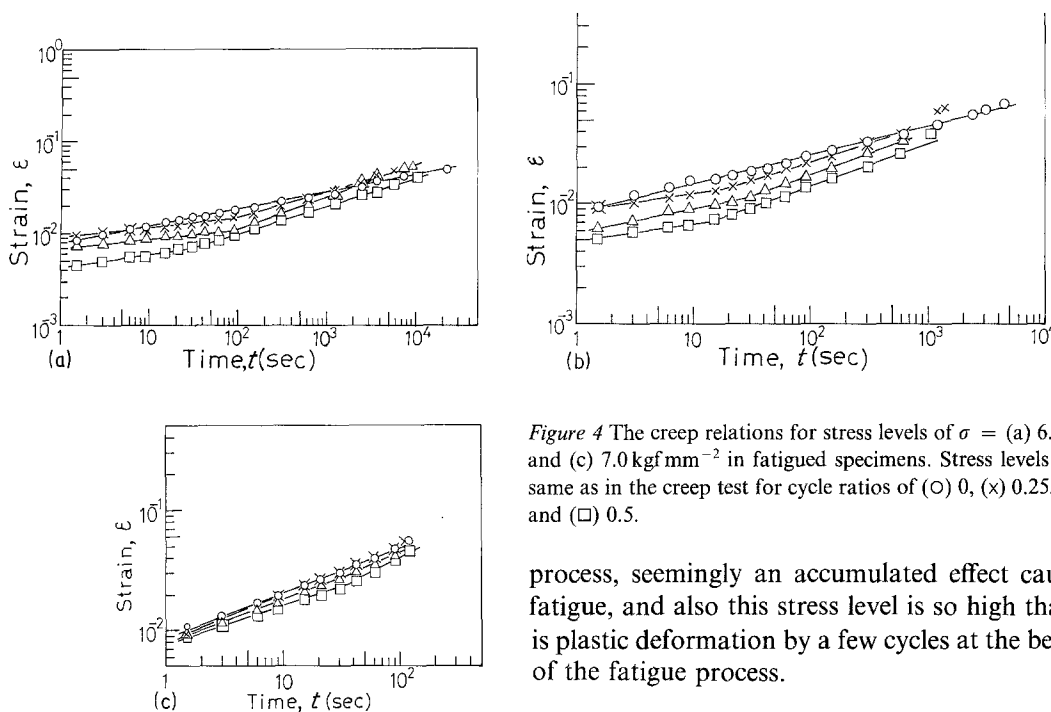 10⁰
10⁻¹
10⁻²
10⁻³
Strain, ε
1 10 10² 10³ 10⁴
(a) Time, t(sec)
10⁻¹
10⁻²
10⁻³
Strain, ε
1 10 10² 10³ 10⁴
(b) Time, t(sec)
10⁻¹
10⁻²
Strain, ε
1 10 10²
(c) Time, t(sec)
Figure 4 The creep relations for stress levels of σ = (a) 6.
and (c) 7.0 kgf mm⁻² in fatigued specimens. Stress levels
same as in the creep test for cycle ratios of (○) 0, (×) 0.25
and (□) 0.5.
process, seemingly an accumulated effect cau
fatigue, and also this stress level is so high tha
is plastic deformation by a few cycles at the be
of the fatigue process.